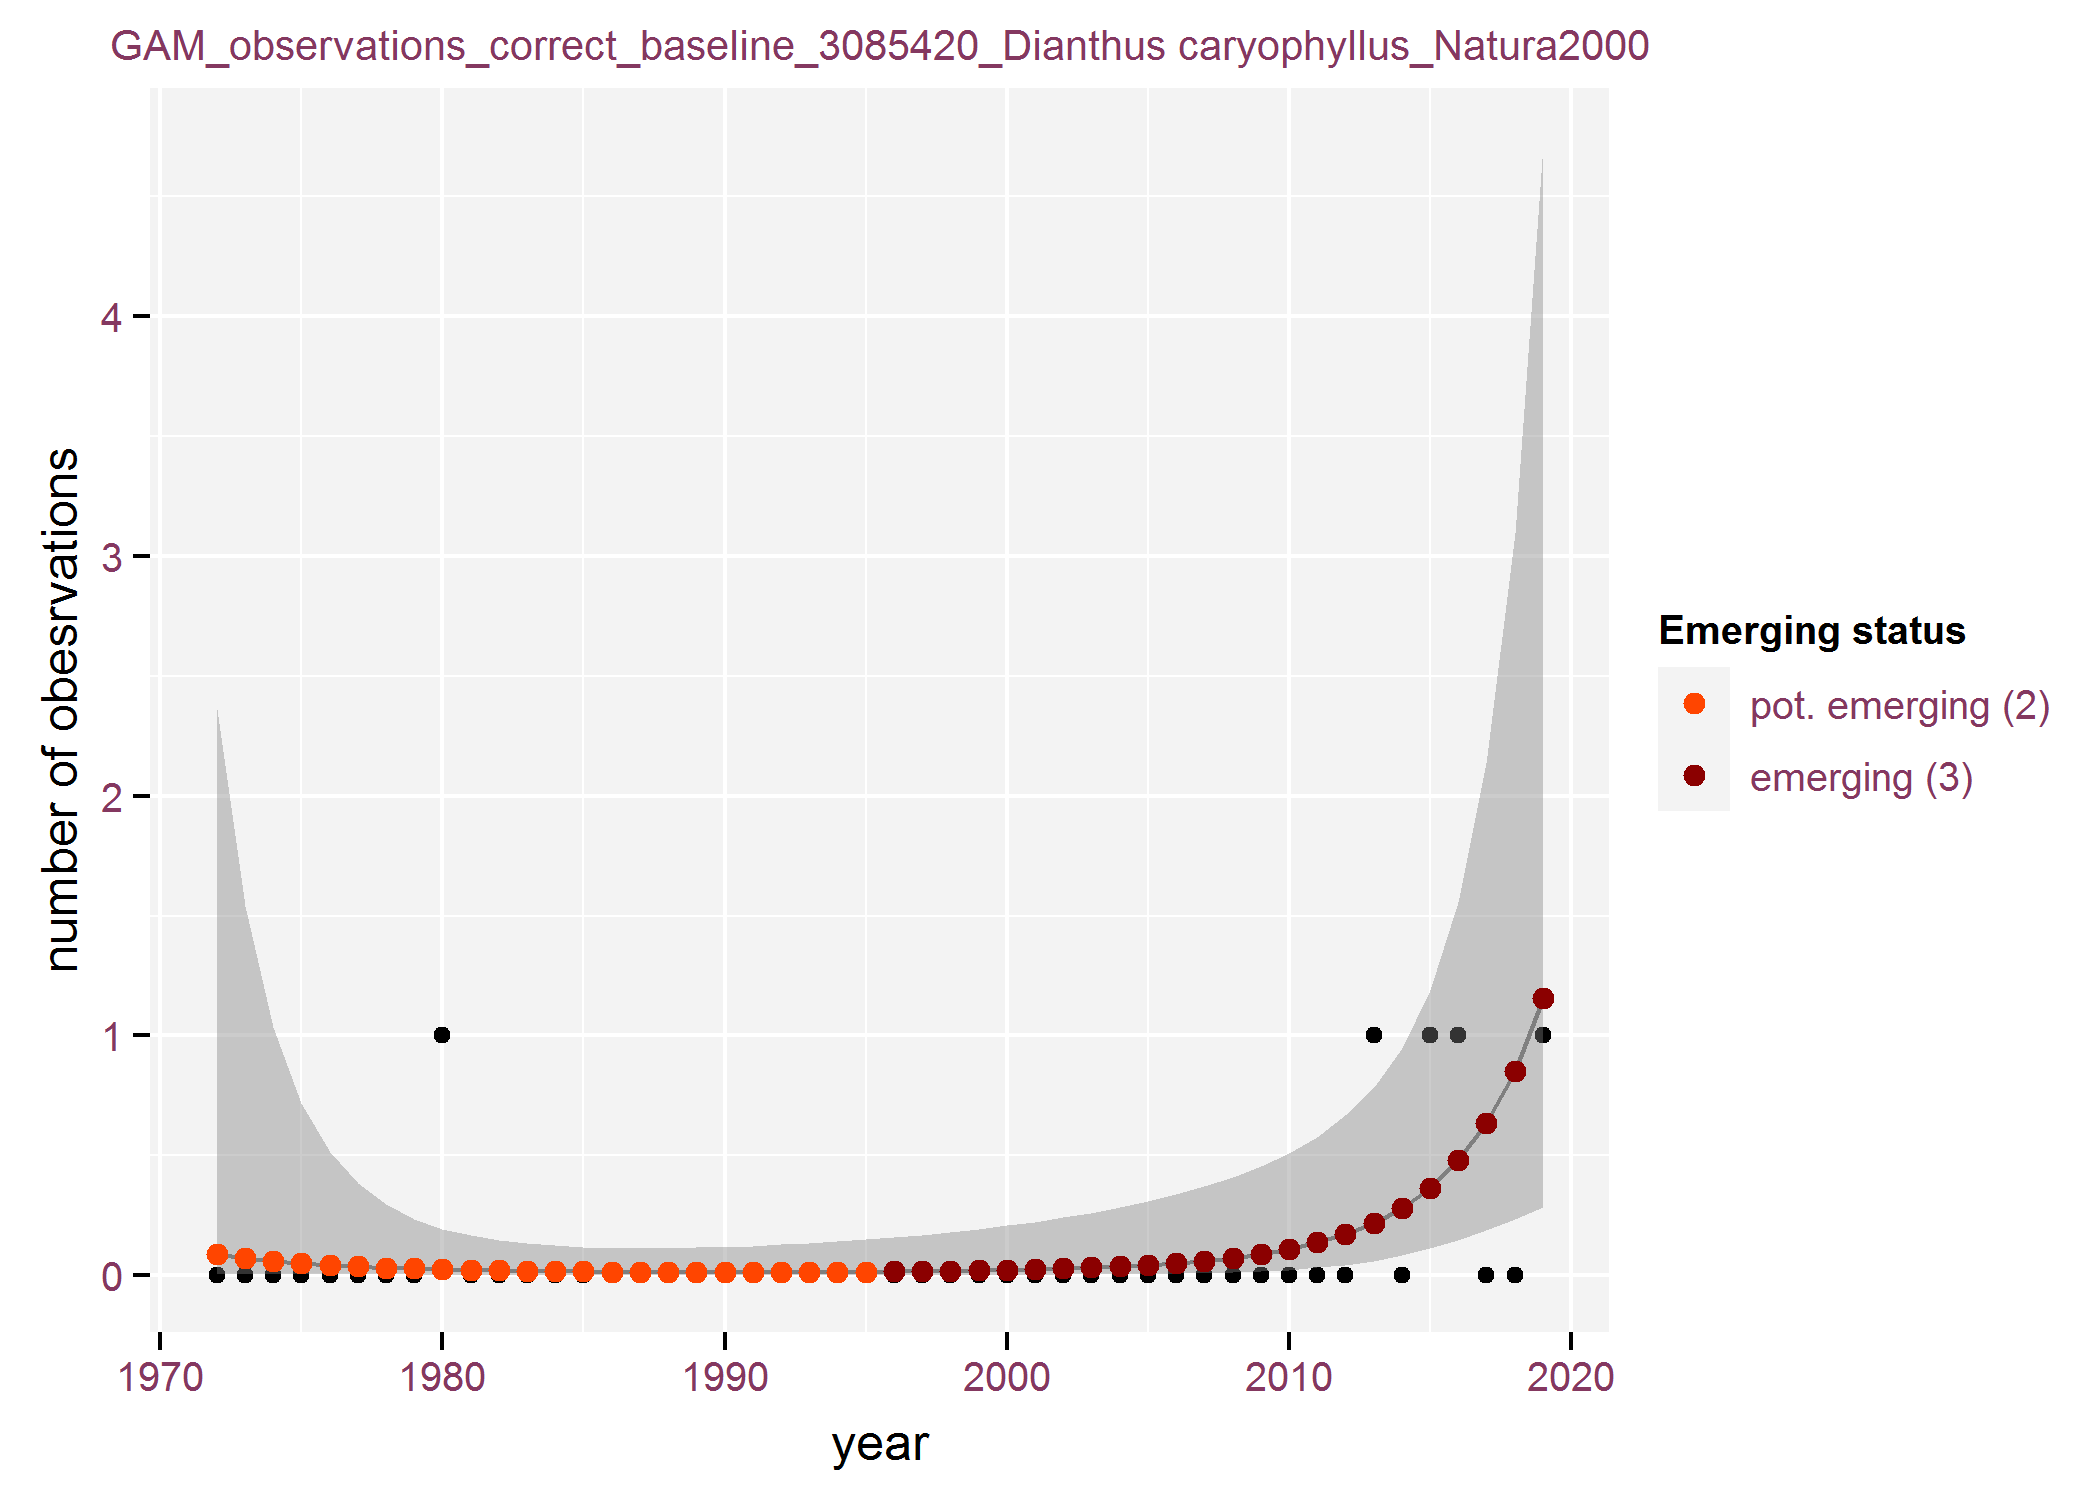 GAM_observations_correct_baseline_3085420_Dianthus caryophyllus_Natura2000
number of obesrvations
4
3
2
1
0
1970 1980 1990 2000 2010 2020
year
Emerging status
pot. emerging (2)
emerging (3)